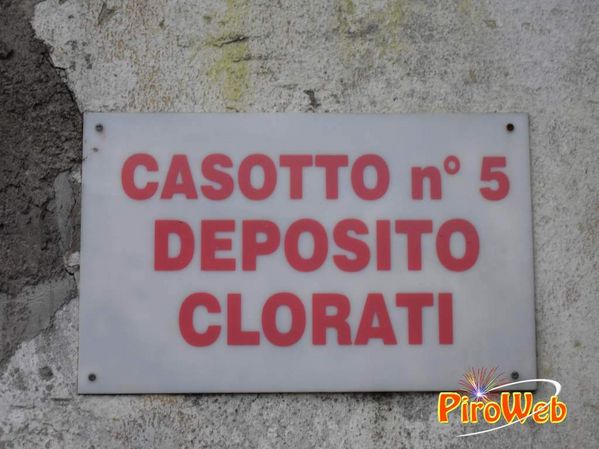 CASOTTO n° 5
DEPOSITO
CLORATI
PiroWeb